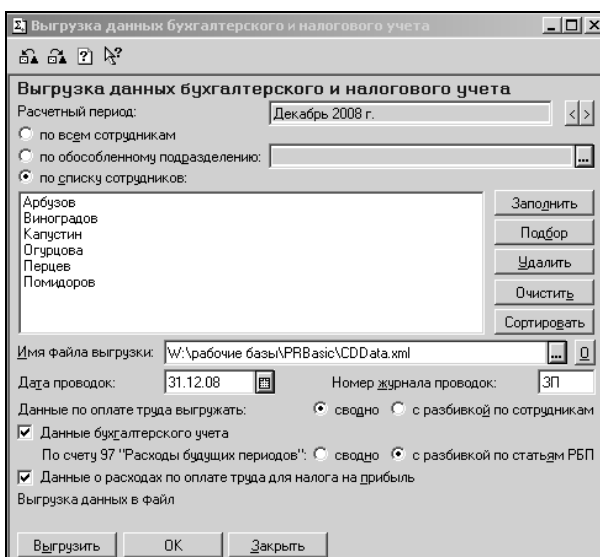 Выгрузка данных бухгалтерского и налогового учета
Выгрузка данных бухгалтерского и налогового учета
Расчетный период: Декабрь 2008 г. < >
по всем сотрудникам
по обособленному подразделению: ...
по списку сотрудников:
Арбузов
Виноградов
Капустин
Огурцова
Перцев
Помидоров
Заполнить
Подбор
Удалить
Очистить
Сортировать
Имя файла выгрузки: W:\рабочие базы\PRBasic\CDData.xml ... О
Дата проводок: 31.12.08 Номер журнала проводок: ЗП
Данные по оплате труда выгружать: сводно с разбивкой по сотрудникам
Данные бухгалтерского учета
По счету 97 "Расходы будущих периодов": сводно с разбивкой по статьям РБП
Данные о расходах по оплате труда для налога на прибыль
Выгрузка данных в файл
Выгрузить OK Закрыть